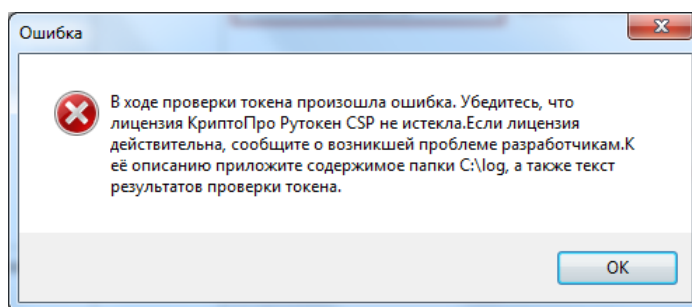 Ошибка
В ходе проверки токена произошла ошибка. Убедитесь, что
лицензия КриптоПро Рутокен CSP не истекла.Если лицензия
действительна, сообщите о возникшей проблеме разработчикам.К
её описанию приложите содержимое папки C:\log, а также текст
результатов проверки токена.
ОК